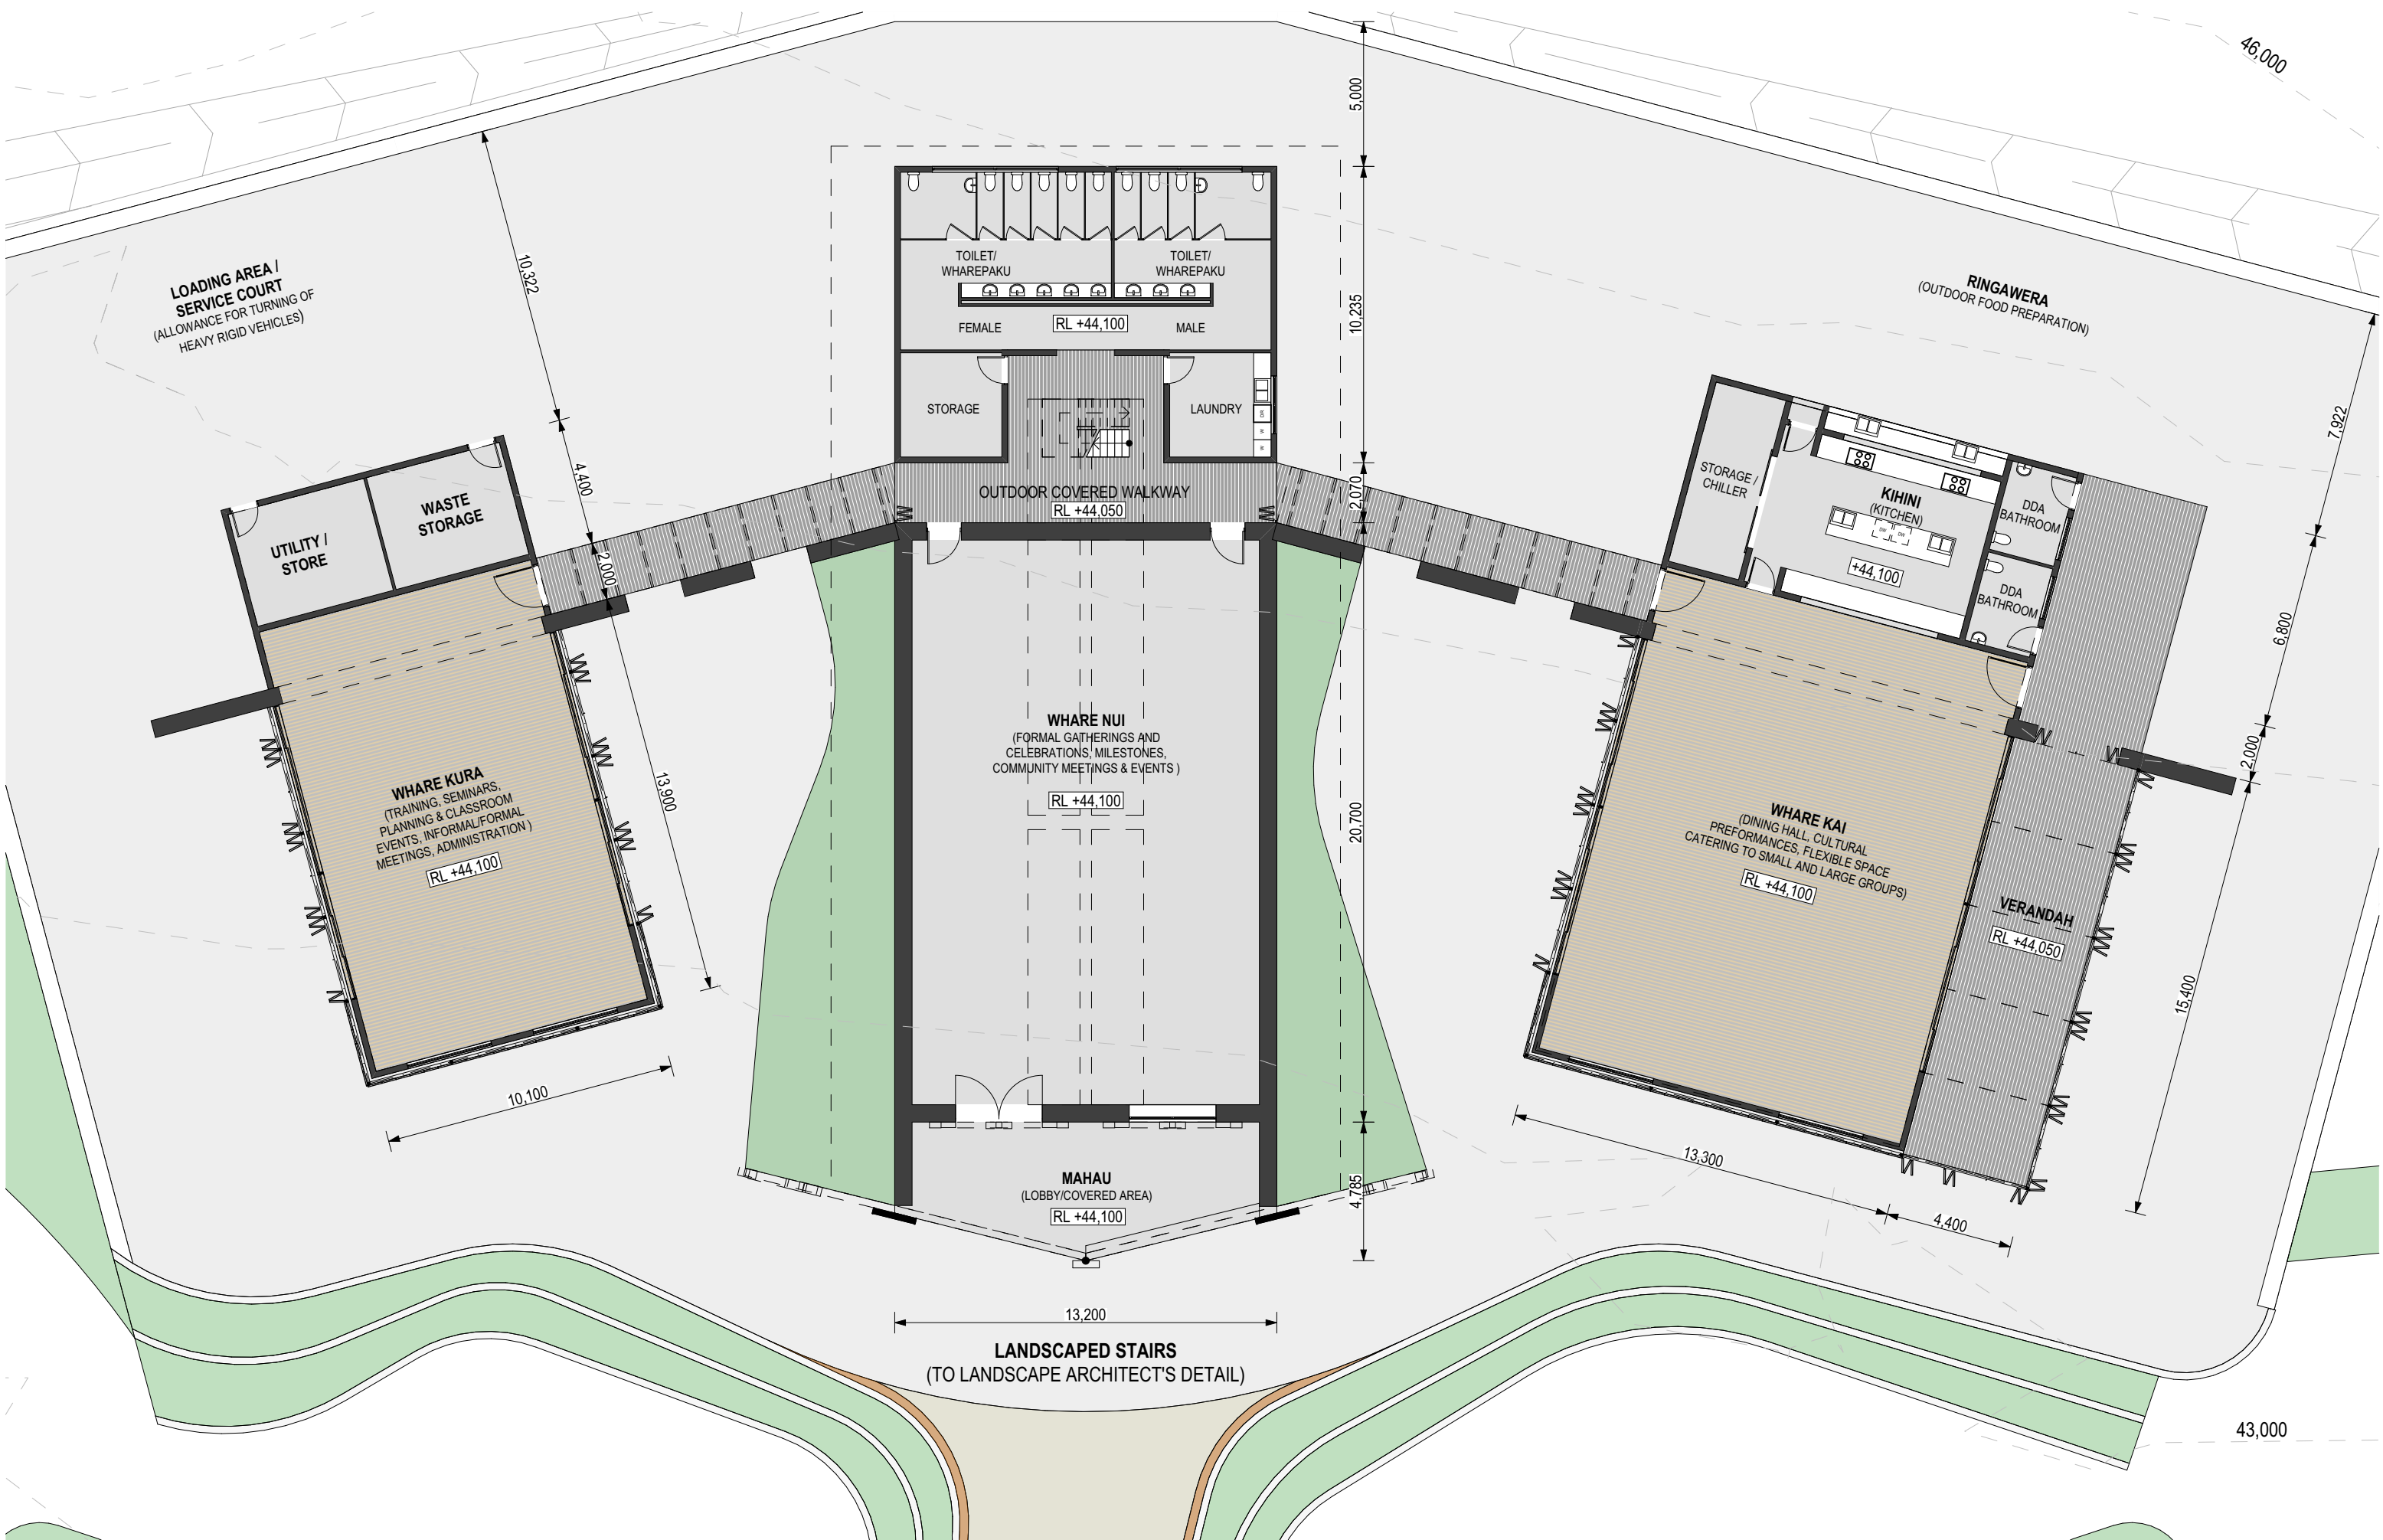 46,000
5,000
LOADING AREA /
SERVICE COURT
(ALLOWANCE FOR TURNING OF
HEAVY RIGID VEHICLES)
10,322
TOILET/
WHAREPAKU
TOILET/
WHAREPAKU
FEMALE
RL +44,100
MALE
10,235
RINGAWERA
(OUTDOOR FOOD PREPARATION)
7,922
STORAGE
LAUNDRY
DR
W
W
4,400
UTILITY /
STORE
WASTE
STORAGE
2,000
OUTDOOR COVERED WALKWAY
RL +44,050
2,070
STORAGE /
CHILLER
KIHINI
(KITCHEN)
DW
DW
+44,100
DDA
BATHROOM
DDA
BATHROOM
6,800
2,000
WHARE KURA
(TRAINING, SEMINARS,
PLANNING & CLASSROOM
EVENTS, INFORMAL/FORMAL
MEETINGS, ADMINISTRATION )
RL +44,100
13,900
10,100
WHARE NUI
(FORMAL GATHERINGS AND
CELEBRATIONS, MILESTONES,
COMMUNITY MEETINGS & EVENTS )
RL +44,100
20,700
WHARE KAI
(DINING HALL, CULTURAL
PREFORMANCES, FLEXIBLE SPACE
CATERING TO SMALL AND LARGE GROUPS)
RL +44,100
VERANDAH
RL +44,050
15,400
13,300
4,400
MAHAU
(LOBBY/COVERED AREA)
RL +44,100
4,785
13,200
LANDSCAPED STAIRS
(TO LANDSCAPE ARCHITECT'S DETAIL)
43,000